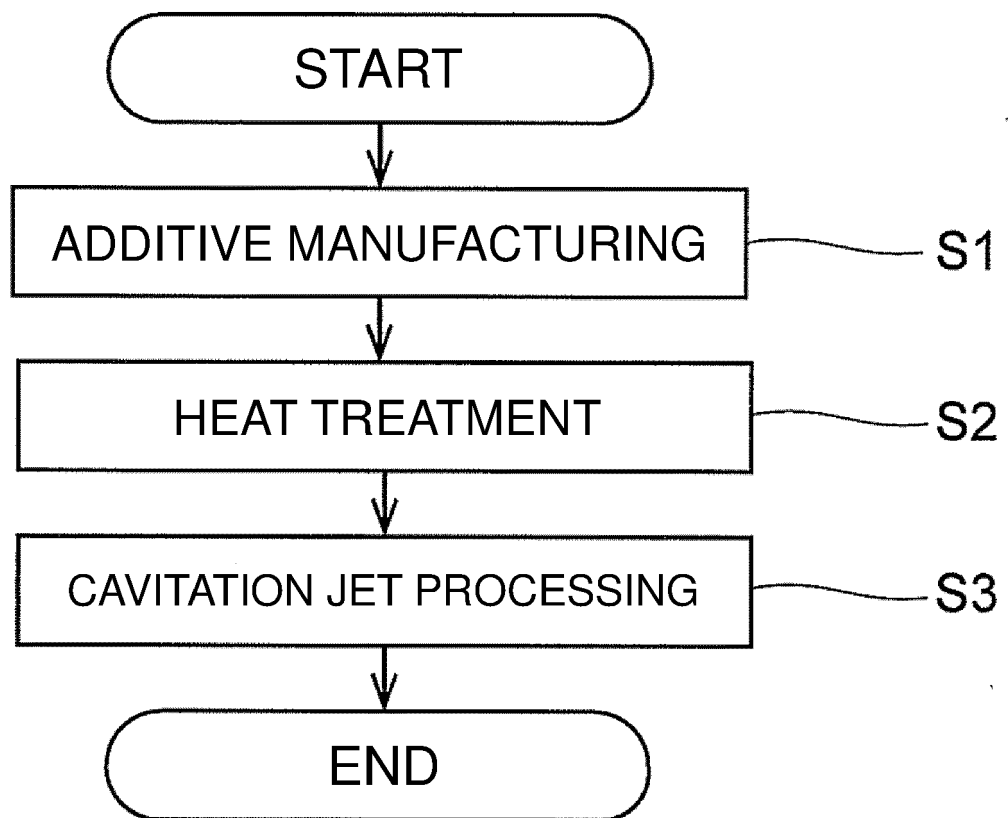 START
ADDITIVE MANUFACTURING
S1
HEAT TREATMENT
S2
CAVITATION JET PROCESSING
S3
END